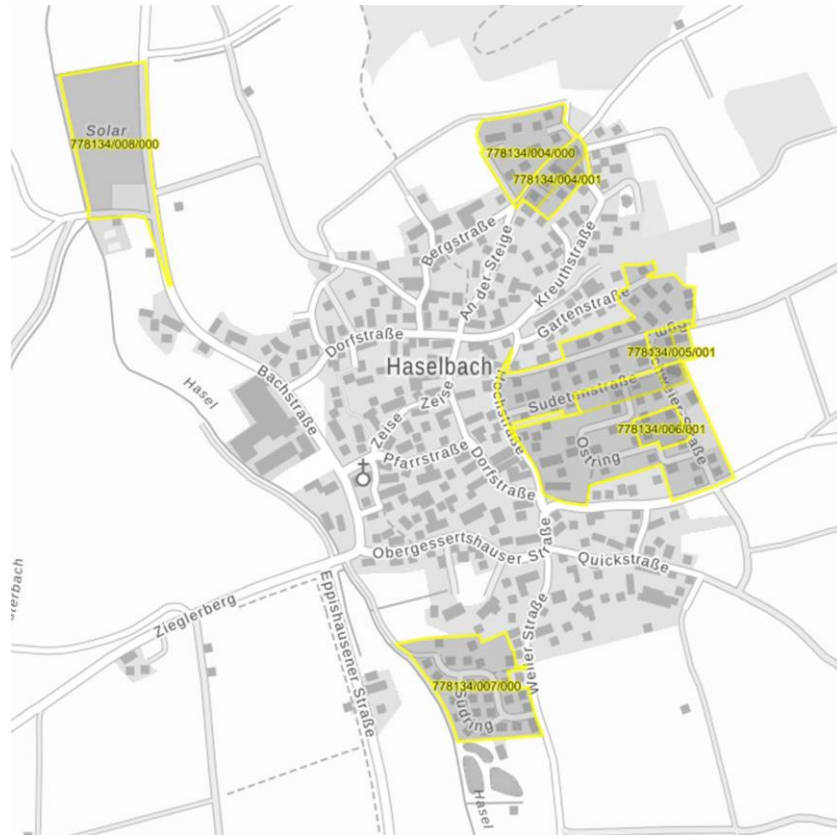 Solar
778134/008/000
778134/004/000
778134/004/001
Bergstraße
An der Steige
Kreuthstraße
Gartenstraße
Dorfstraße
778134/005/001
Haselbach
Hasel
Bachstraße
Hochstraße
Sudetenstraße
Zeise
Zeise
778134/006/001
Ostring
Pfarrstraße
Dorfstraße
Obergessertshauser Straße
Quickstraße
Zieglerberg
Eppishausener Straße
Weiler Straße
778134/007/000
Südring
Hasel